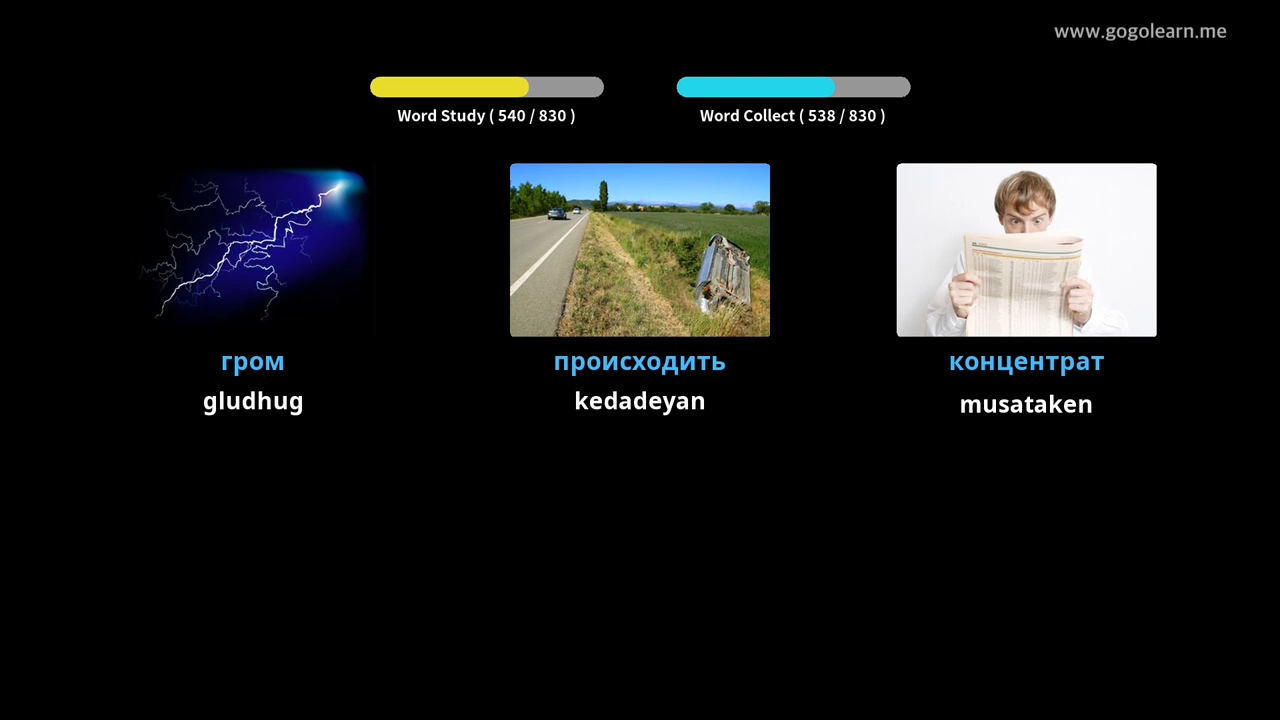 www.gogolearn.me
Word Study ( 540 / 830 )
Word Collect ( 538 / 830 )
гром
происходить
концентрат
gludhug
kedadeyan
musataken